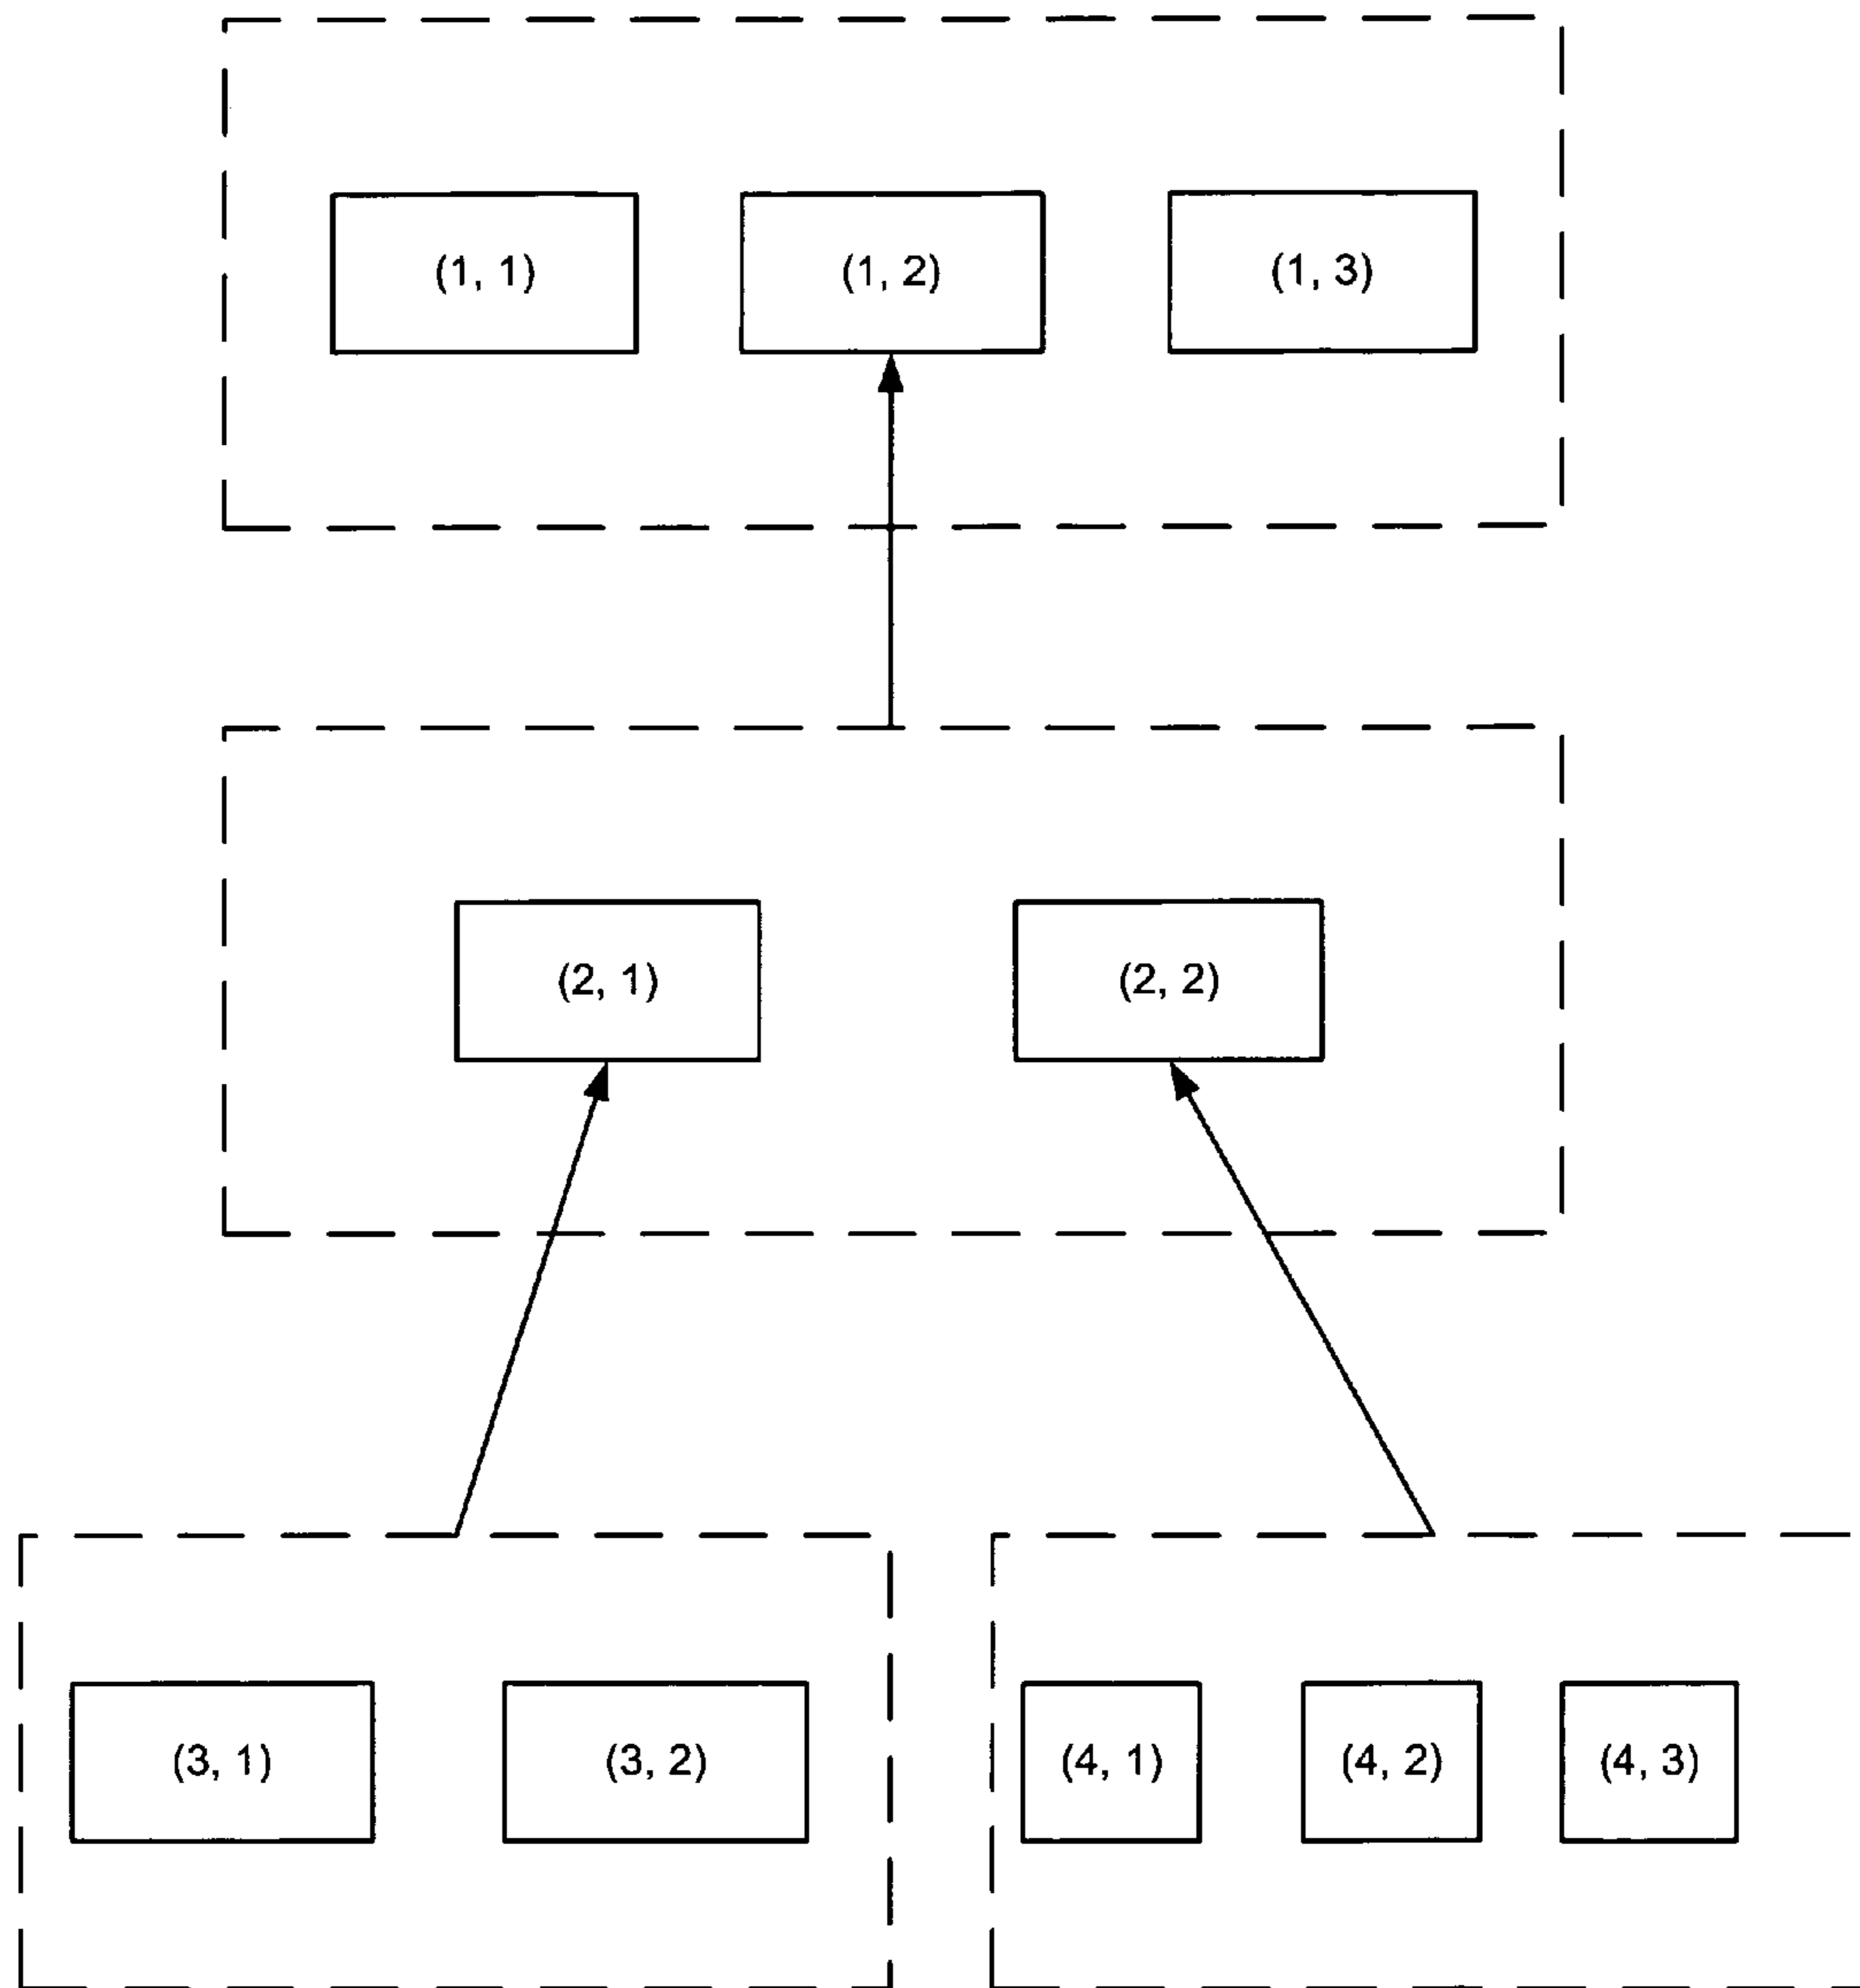 (1, 1) (1, 2) (1, 3)
(2, 1) (2, 2)
(3, 1) (3, 2) (4, 1) (4, 2) (4, 3)